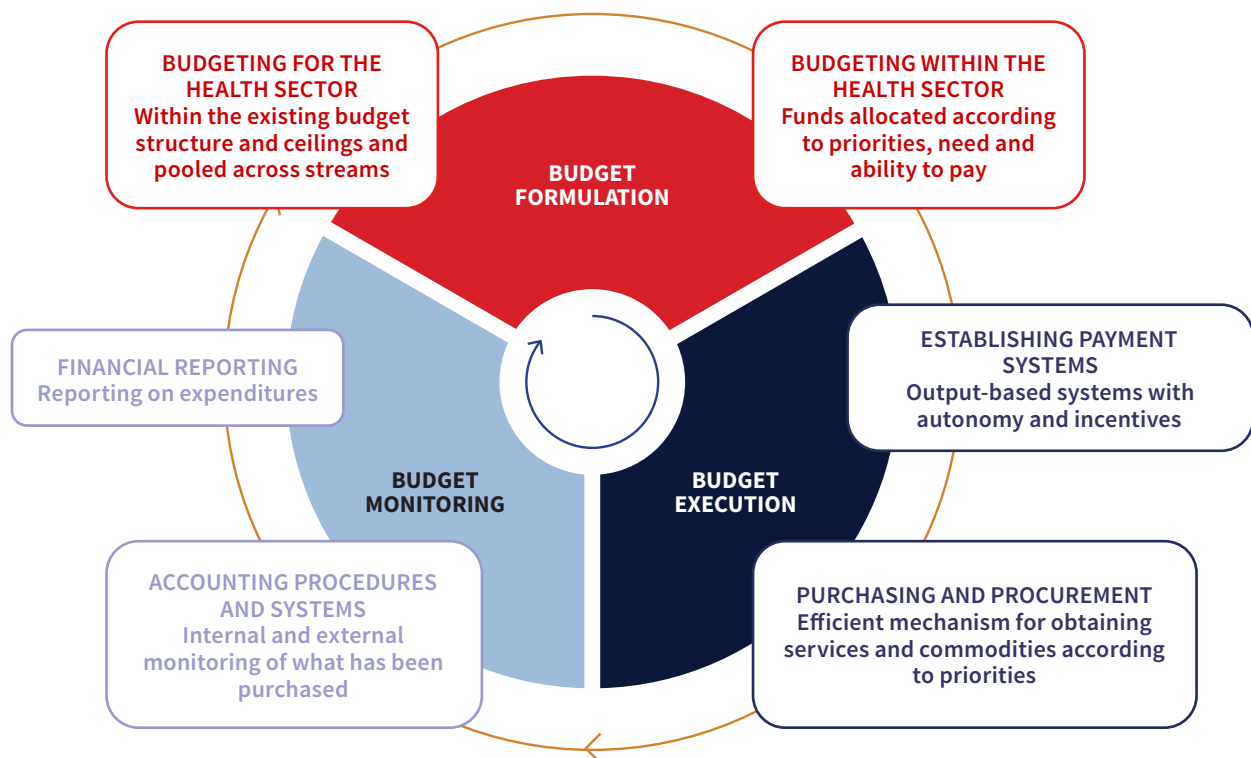 BUDGETING FOR THE
HEALTH SECTOR
Within the existing budget
structure and ceilings and
pooled across streams
BUDGETING WITHIN THE
HEALTH SECTOR
Funds allocated according
to priorities, need and
ability to pay
BUDGET
FORMULATION
FINANCIAL REPORTING
Reporting on expenditures
ESTABLISHING PAYMENT
SYSTEMS
Output-based systems with
autonomy and incentives
BUDGET
MONITORING
BUDGET
EXECUTION
ACCOUNTING PROCEDURES
AND SYSTEMS
Internal and external
monitoring of what has been
purchased
PURCHASING AND PROCUREMENT
Efficient mechanism for obtaining
services and commodities according
to priorities